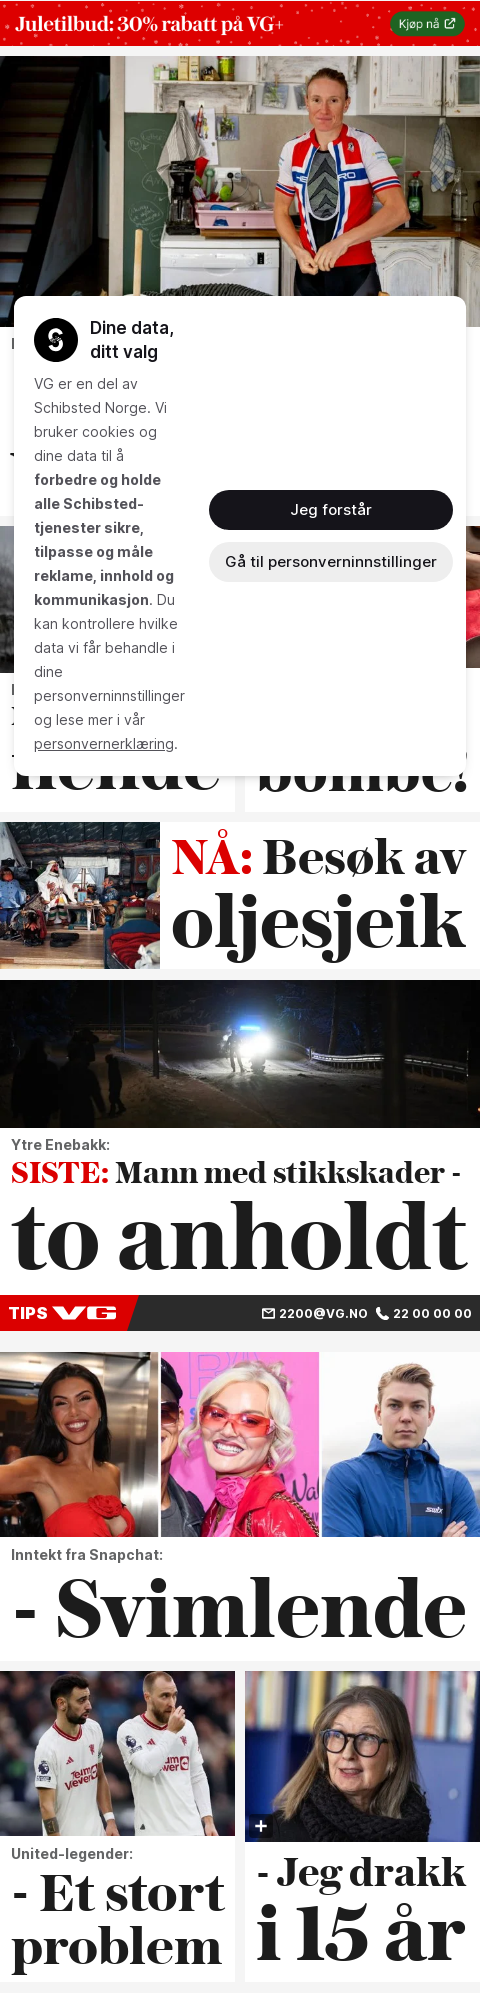 Juletilbud: 30% rabatt på VG+
Kjøp nå
Dine data,
ditt valg
VG er en del av
Schibsted Norge. Vi
bruker cookies og
dine data til å
forbedre og holde
alle Schibsted-
tjenester sikre,
tilpasse og måle
reklame, innhold og
kommunikasjon. Du
kan kontrollere hvilke
data vi får behandle i
dine
personverninnstillinger
og lese mer i vår
personvernerklæring.
Jeg forstår
Gå til personverninnstillinger
bombe!
NÅ: Besøk av
oljesjeik
Ytre Enebakk:
SISTE: Mann med stikkskader -
to anholdt
TIPS VG
2200@VG.NO
22 00 00 00
Inntekt fra Snapchat:
- Svimlende
United-legender:
- Et stort
problem
- Jeg drakk
i 15 år